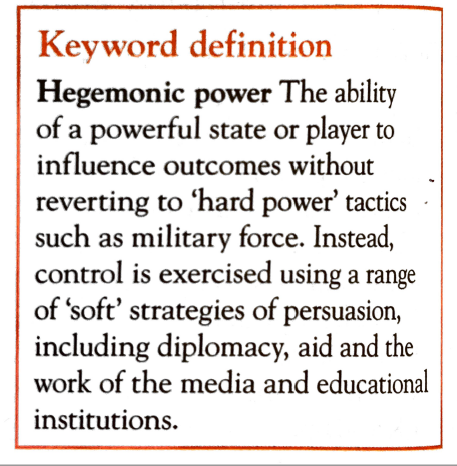 Keyword definition
Hegemonic power The ability
of a powerful state or player to
influence outcomes without
reverting to ‘hard power’ tactics
such as military force. Instead,
control is exercised using a range
of ‘soft’ strategies of persuasion,
including diplomacy, aid and the
work of the media and educational
institutions.